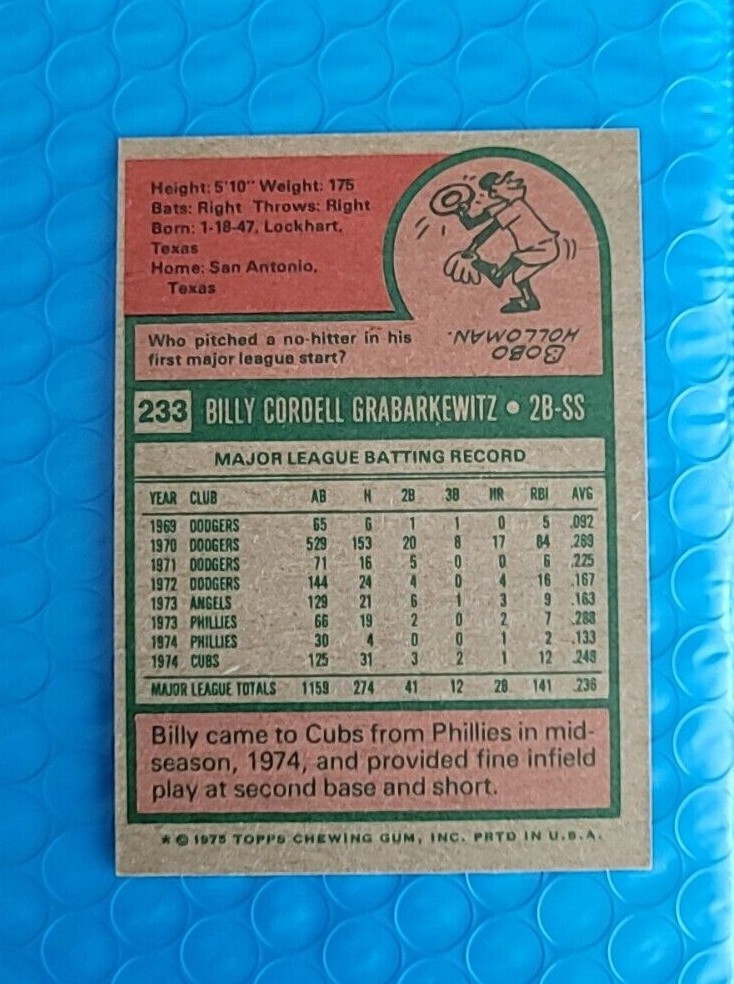 Height: 5'10" Weight: 175
Bats: Right Throws: Right
Born: 1-18-47, Lockhart,
Texas
Home: San Antonio,
Texas
Who pitched a no-hitter in his
first major league start?
BOBO
HOLLOMAN.
233 BILLY CORDELL GRABARKEWITZ • 2B-SS
MAJOR LEAGUE BATTING RECORD
YEAR CLUB AB H 2B 3B HR RBI AVG
1969 DODGERS 65 6 1 1 0 5 .092
1970 DODGERS 529 153 20 8 17 84 .289
1971 DODGERS 71 16 5 0 0 6 .225
1972 DODGERS 144 24 4 0 4 16 .167
1973 ANGELS 129 21 6 1 3 9 .163
1973 PHILLIES 66 19 2 0 2 7 .288
1974 PHILLIES 30 4 0 0 1 2 .133
1974 CUBS 125 31 3 2 1 12 .248
MAJOR LEAGUE TOTALS 1159 274 41 12 28 141 .236
Billy came to Cubs from Phillies in mid-
season, 1974, and provided fine infield
play at second base and short.
* © 1975 TOPPS CHEWING GUM, INC. PRTD IN U.S.A.